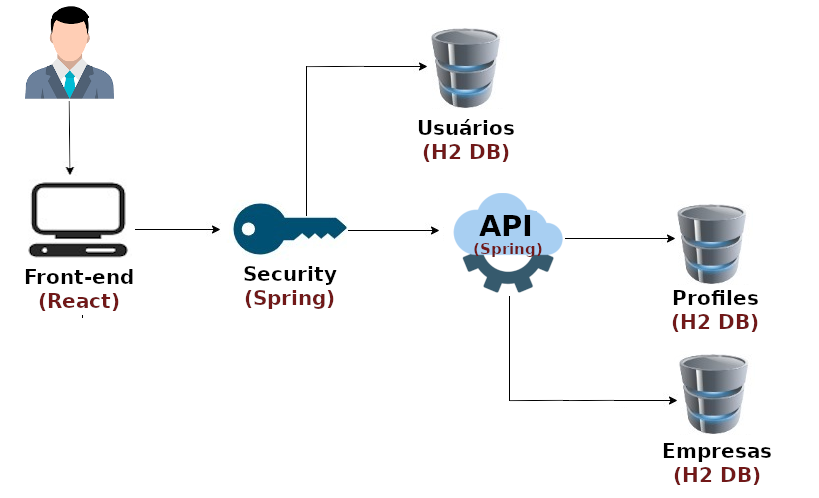 Usuários
(H2 DB)
API
(Spring)
Front-end
(React)
Security
(Spring)
Profiles
(H2 DB)
Empresas
(H2 DB)